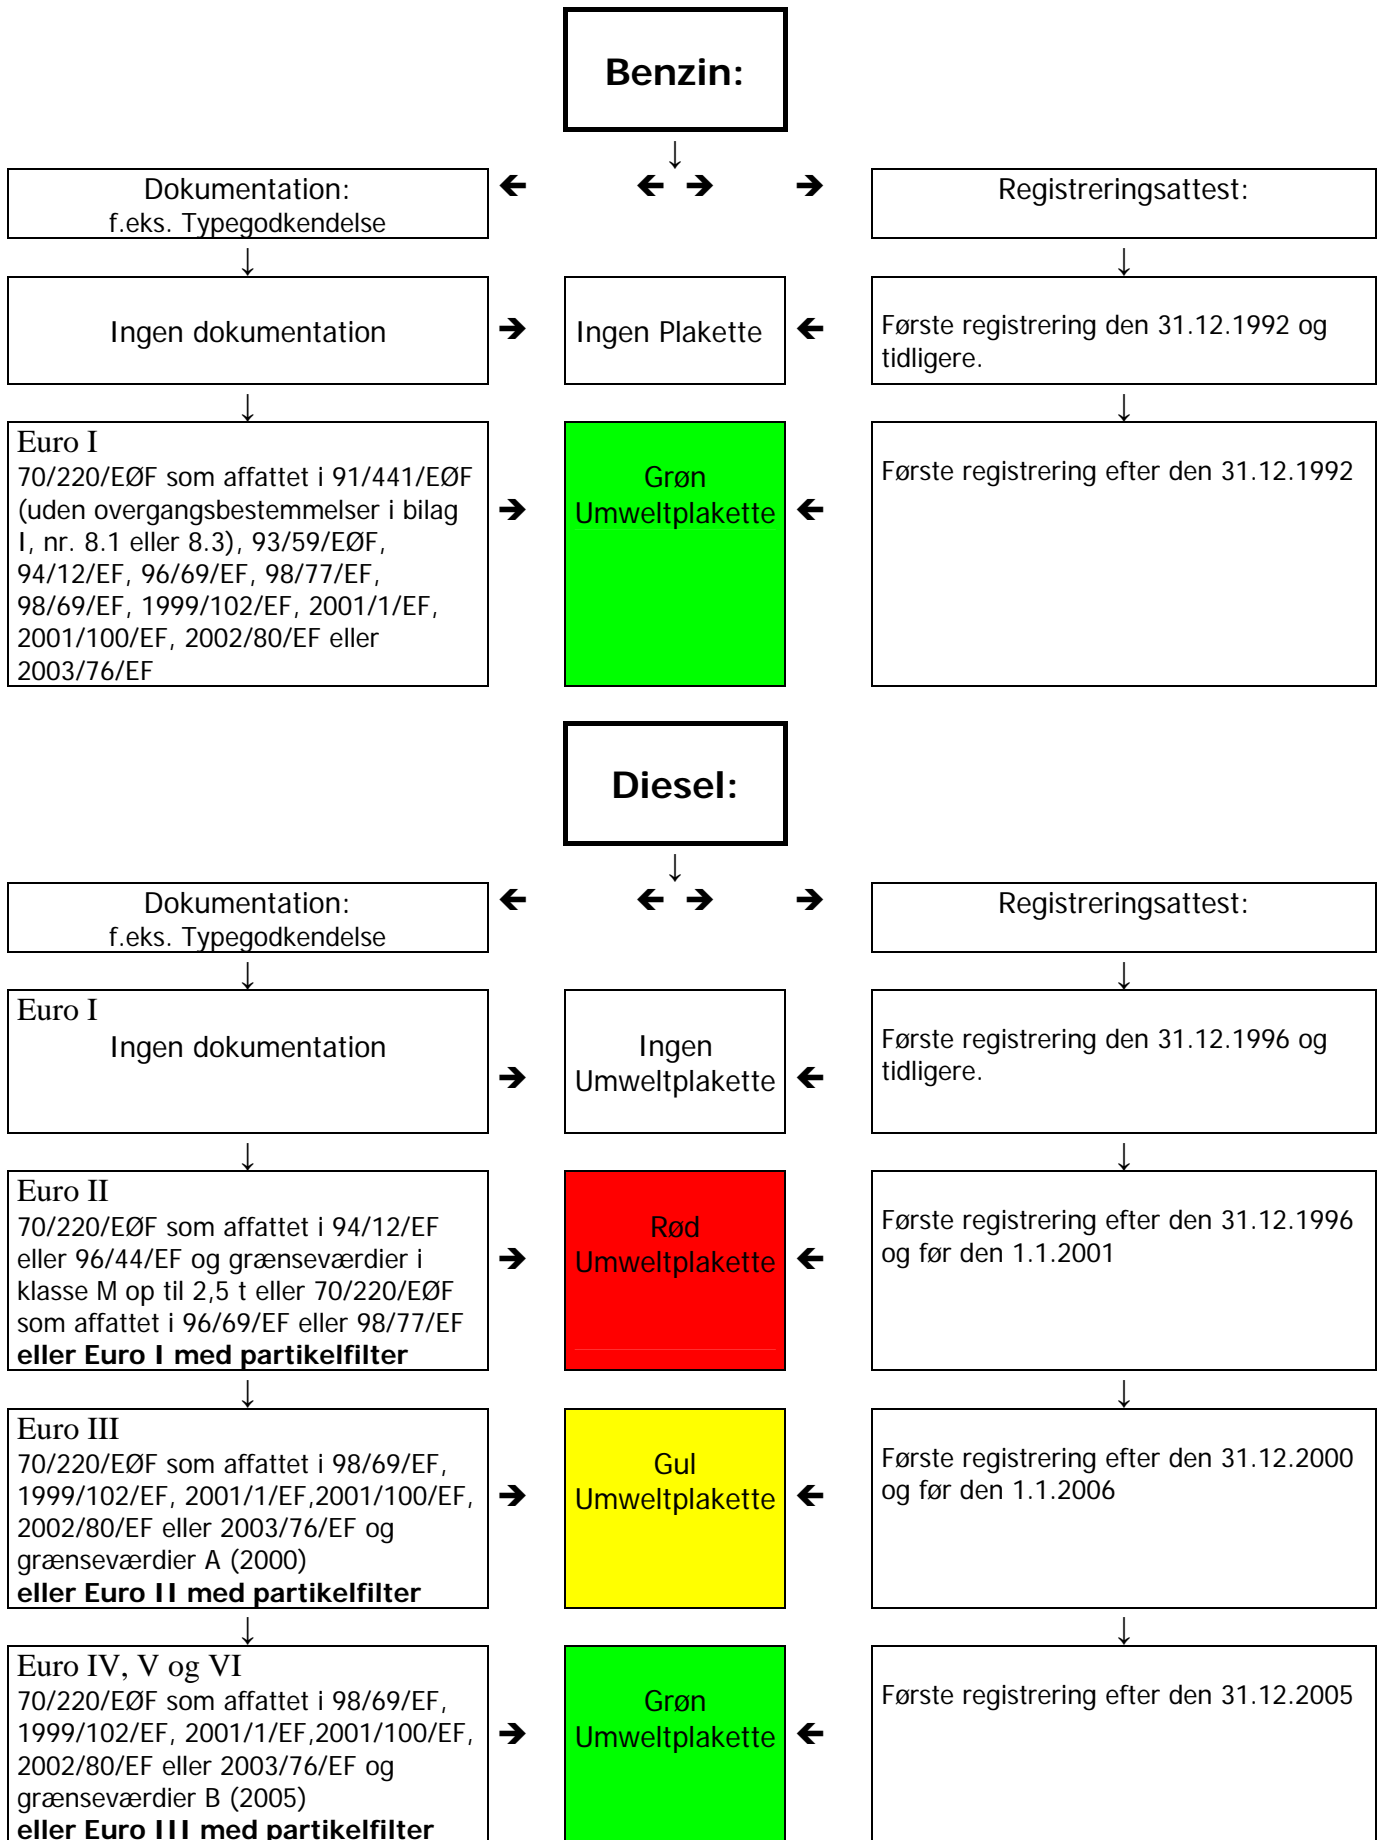 Benzin:
↓
Dokumentation:
f.eks. Typegodkendelse
← ← → →
Registreringsattest:
↓
↓
Ingen dokumentation
→
Ingen Plakette
←
Første registrering den 31.12.1992 og
tidligere.
↓
↓
Euro I
70/220/EØF som affattet i 91/441/EØF
(uden overgangsbestemmelser i bilag
I, nr. 8.1 eller 8.3), 93/59/EØF,
94/12/EF, 96/69/EF, 98/77/EF,
98/69/EF, 1999/102/EF, 2001/1/EF,
2001/100/EF, 2002/80/EF eller
2003/76/EF
→
Grøn
Umweltplakette
←
Første registrering efter den 31.12.1992
Diesel:
↓
Dokumentation:
f.eks. Typegodkendelse
← ← → →
Registreringsattest:
↓
↓
Euro I
Ingen dokumentation
→
Ingen
Umweltplakette
←
Første registrering den 31.12.1996 og
tidligere.
↓
↓
Euro II
70/220/EØF som affattet i 94/12/EF
eller 96/44/EF og grænseværdier i
klasse M op til 2,5 t eller 70/220/EØF
som affattet i 96/69/EF eller 98/77/EF
eller Euro I med partikelfilter
→
Rød
Umweltplakette
←
Første registrering efter den 31.12.1996
og før den 1.1.2001
↓
↓
Euro III
70/220/EØF som affattet i 98/69/EF,
1999/102/EF, 2001/1/EF,2001/100/EF,
2002/80/EF eller 2003/76/EF og
grænseværdier A (2000)
eller Euro II med partikelfilter
→
Gul
Umweltplakette
←
Første registrering efter den 31.12.2000
og før den 1.1.2006
↓
↓
Euro IV, V og VI
70/220/EØF som affattet i 98/69/EF,
1999/102/EF, 2001/1/EF,2001/100/EF,
2002/80/EF eller 2003/76/EF og
grænseværdier B (2005)
eller Euro III med partikelfilter
→
Grøn
Umweltplakette
←
Første registrering efter den 31.12.2005